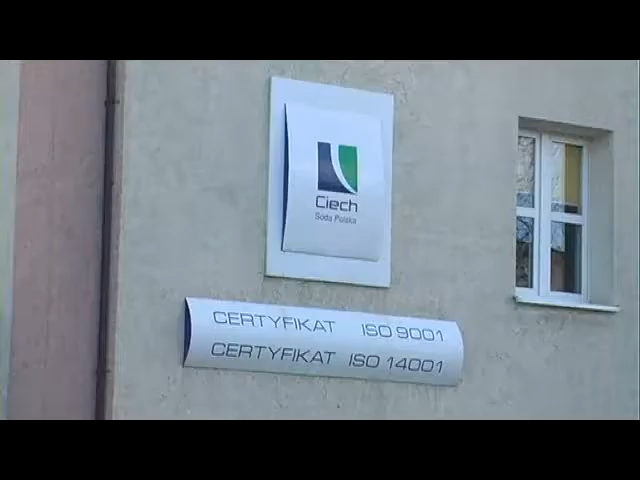 Ciech
Soda Polska
CERTYFIKAT ISO 9001
CERTYFIKAT ISO 14001